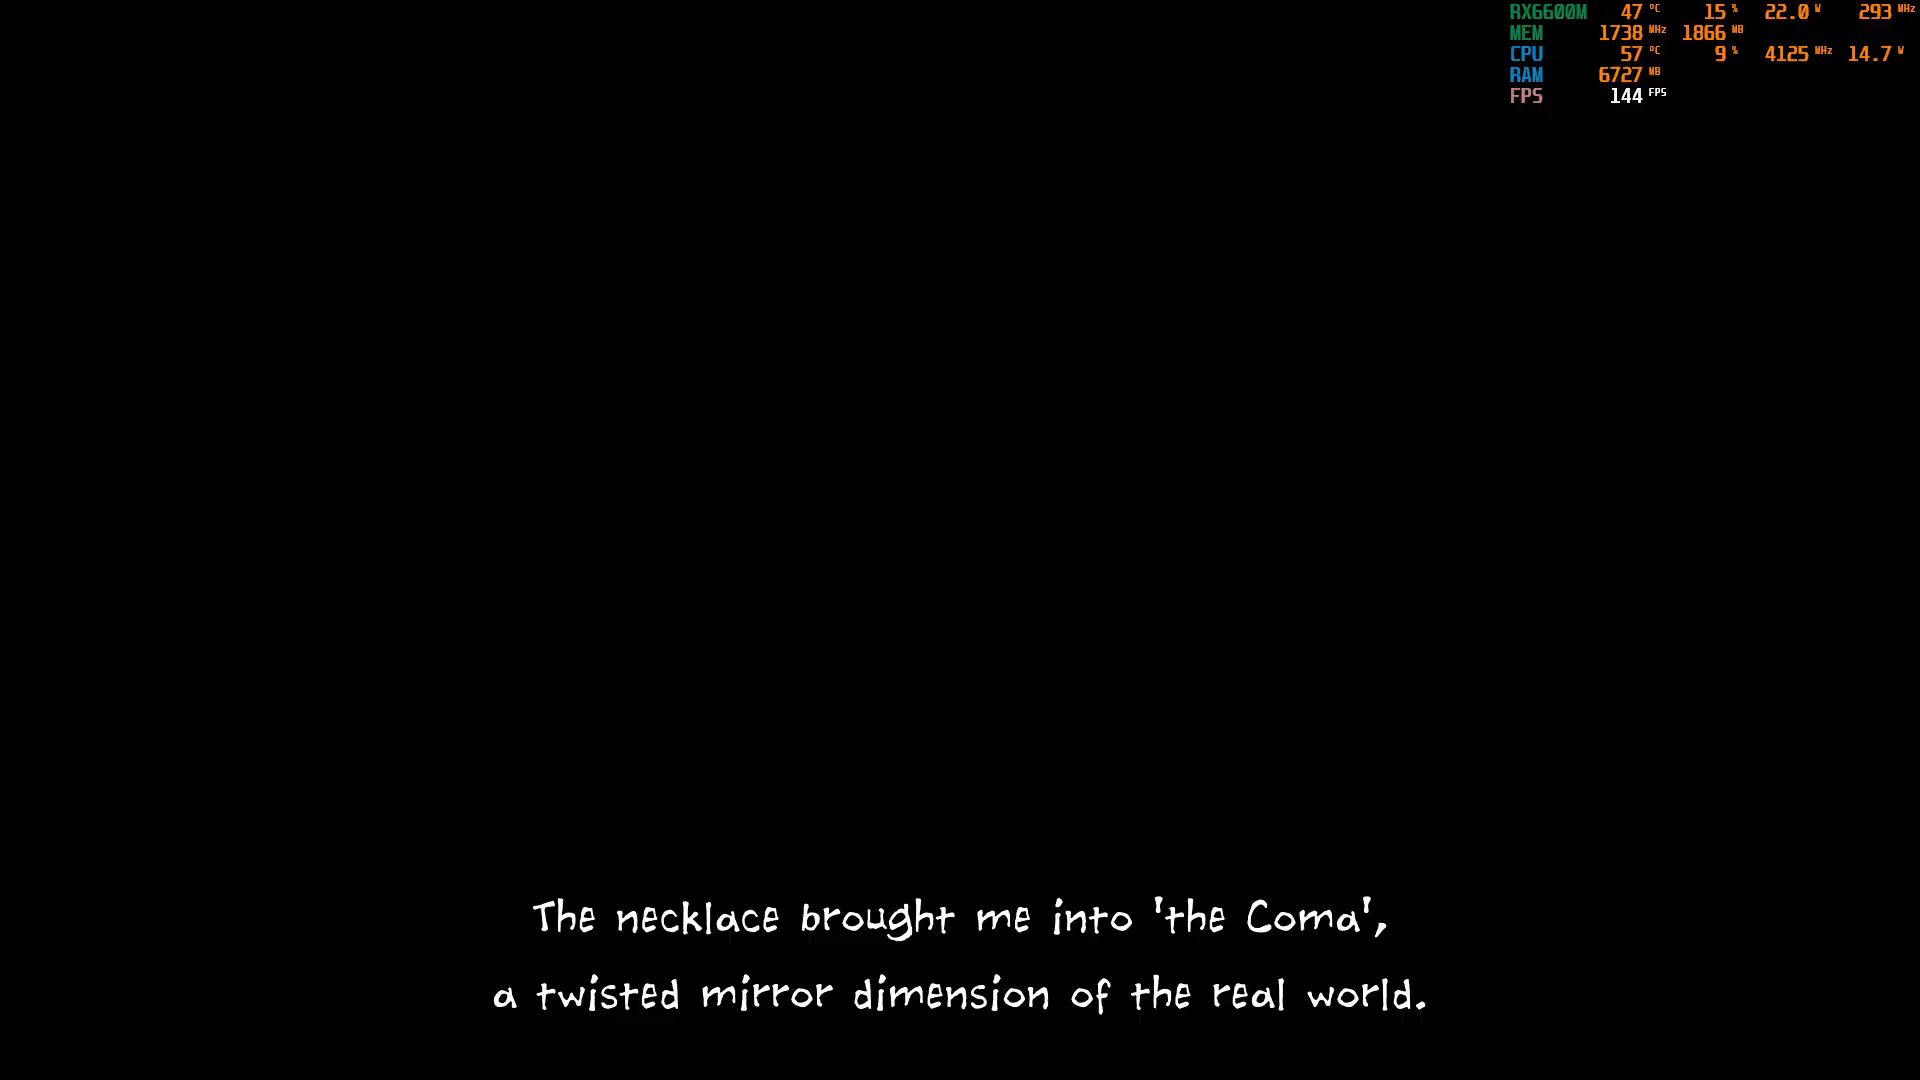 RX6600M 47 °C 15 % 22.0 W 293 MHz
MEM 1738 MHz 1866 MB
CPU 57 °C 9 % 4125 MHz 14.7 W
RAM 6727 MB
FPS 144 FPS
The necklace brought me into 'the Coma',
a twisted mirror dimension of the real world.